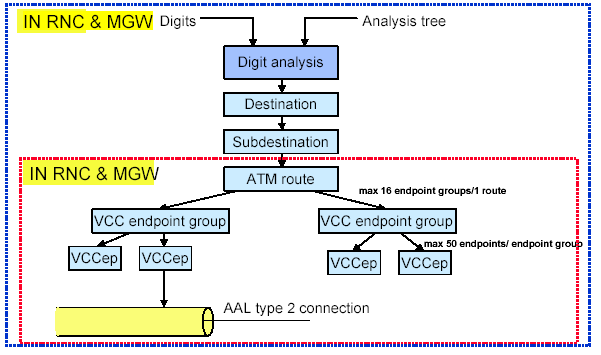 IN RNC & MGW
Digits
Analysis tree
Digit analysis
Destination
Subdestination
IN RNC & MGW
ATM route
max 16 endpoint groups/1 route
VCC endpoint group
VCC endpoint group
max 50 endpoints/ endpoint group
VCCep
VCCep
VCCep
VCCep
AAL type 2 connection